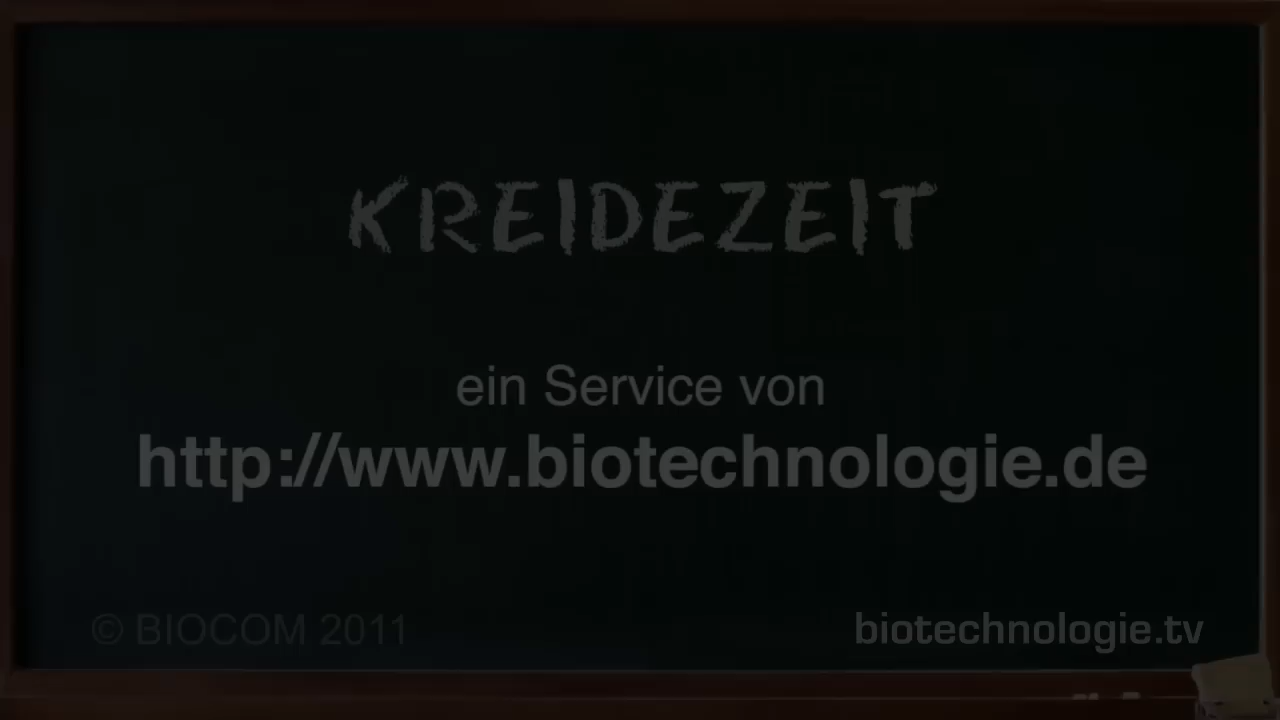 KREIDEZEIT
ein Service von
http://www.biotechnologie.de
© BIOCOM 2011
biotechnologie.tv